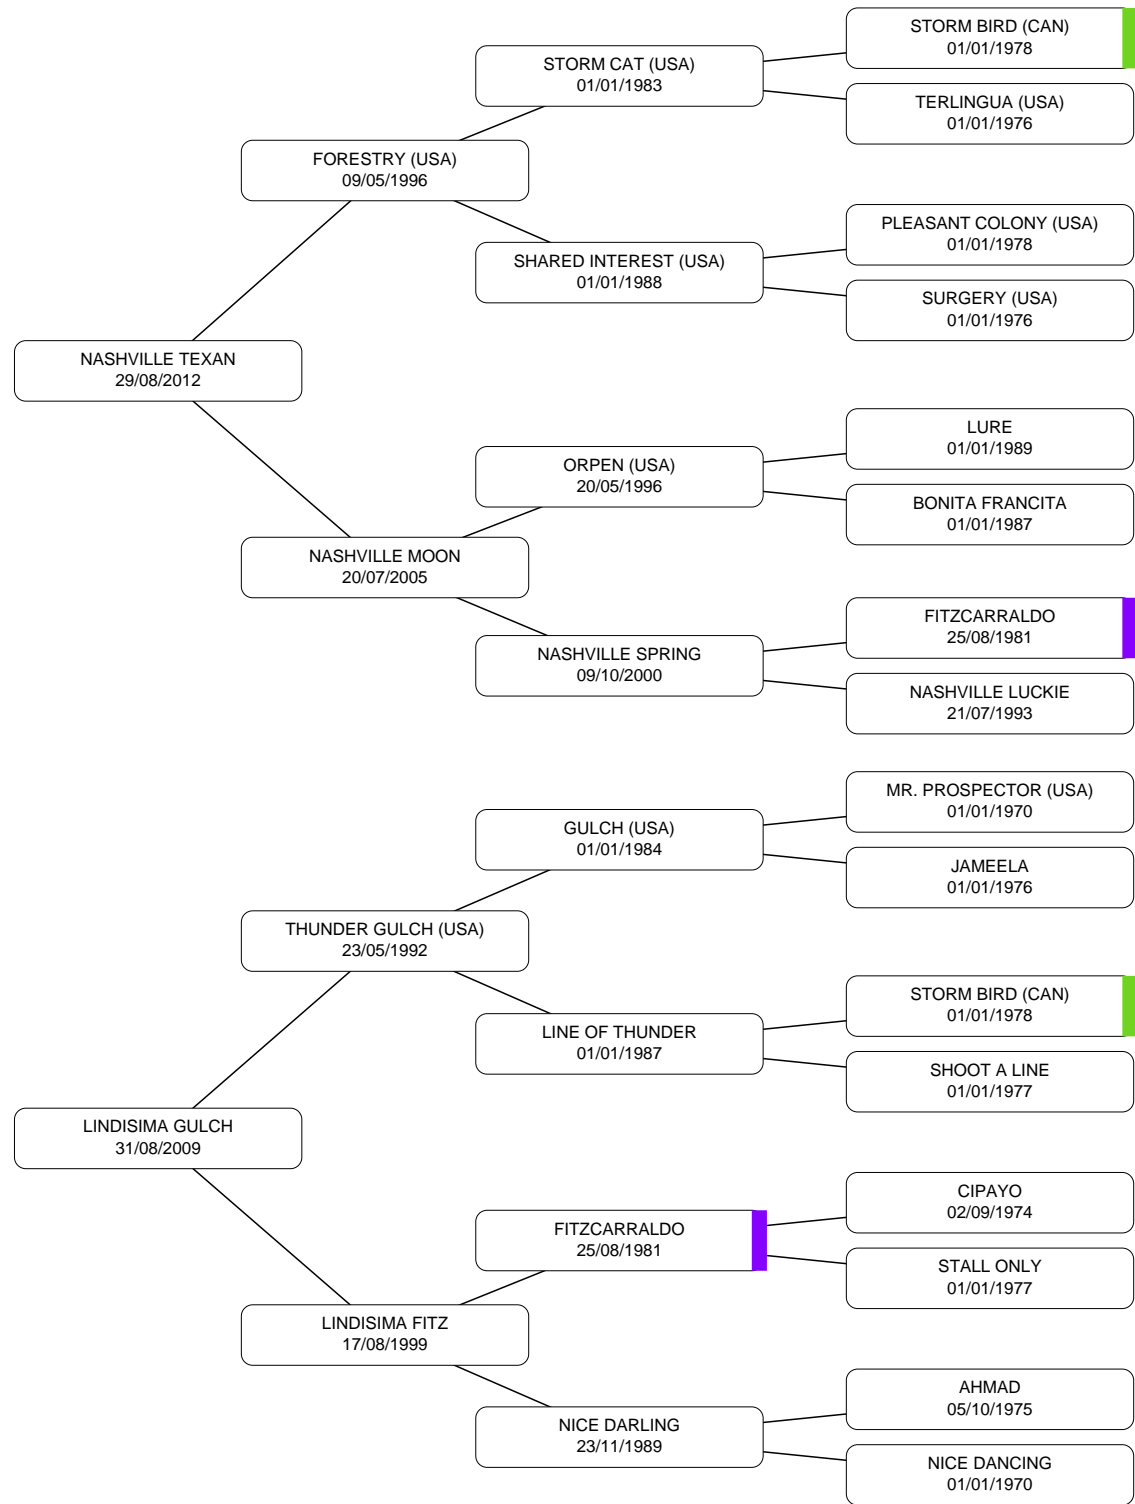 STORM BIRD (CAN)
01/01/1978
STORM CAT (USA)
01/01/1983
TERLINGUA (USA)
01/01/1976
FORESTRY (USA)
09/05/1996
PLEASANT COLONY (USA)
01/01/1978
SHARED INTEREST (USA)
01/01/1988
SURGERY (USA)
01/01/1976
NASHVILLE TEXAN
29/08/2012
LURE
01/01/1989
ORPEN (USA)
20/05/1996
BONITA FRANCITA
01/01/1987
NASHVILLE MOON
20/07/2005
FITZCARRALDO
25/08/1981
NASHVILLE SPRING
09/10/2000
NASHVILLE LUCKIE
21/07/1993
MR. PROSPECTOR (USA)
01/01/1970
GULCH (USA)
01/01/1984
JAMEELA
01/01/1976
THUNDER GULCH (USA)
23/05/1992
STORM BIRD (CAN)
01/01/1978
LINE OF THUNDER
01/01/1987
SHOOT A LINE
01/01/1977
LINDISIMA GULCH
31/08/2009
CIPAYO
02/09/1974
FITZCARRALDO
25/08/1981
STALL ONLY
01/01/1977
LINDISIMA FITZ
17/08/1999
AHMAD
05/10/1975
NICE DARLING
23/11/1989
NICE DANCING
01/01/1970